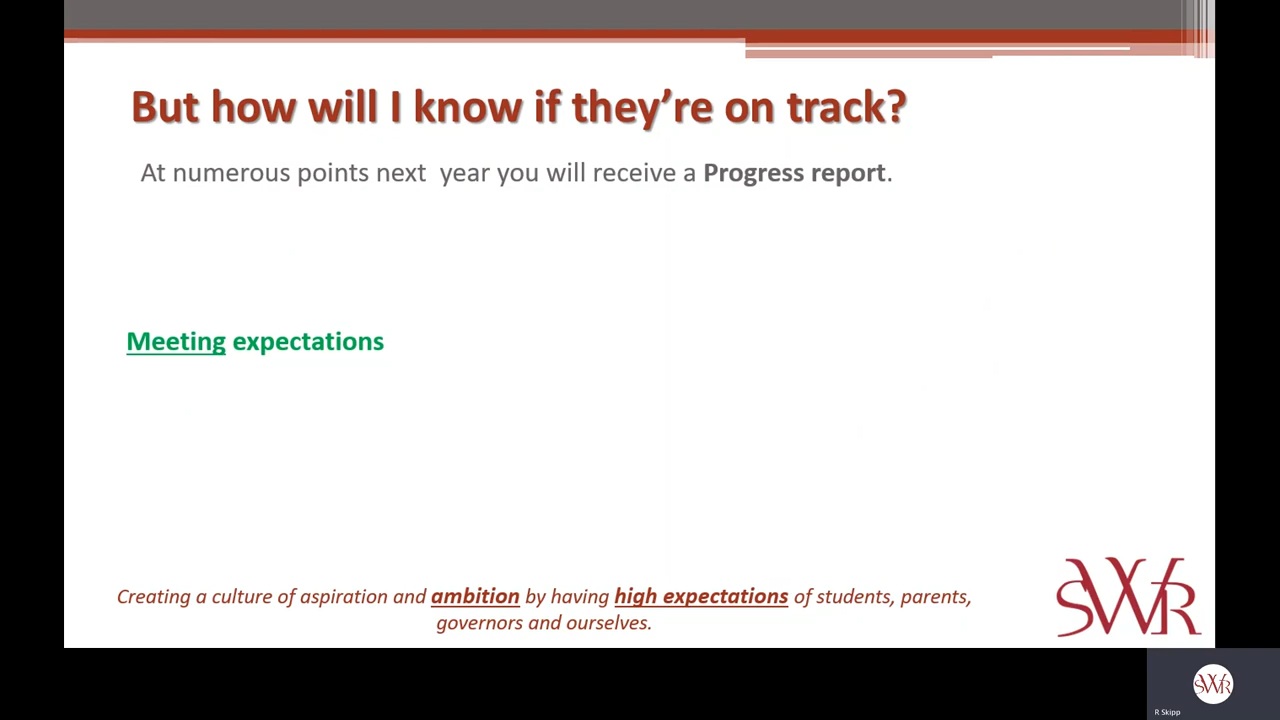 But how will I know if they’re on track?
At numerous points next  year you will receive a Progress report.
Meeting expectations
Creating a culture of aspiration and ambition by having high expectations of students, parents,
governors and ourselves.
SWR
SWR
R Skipp